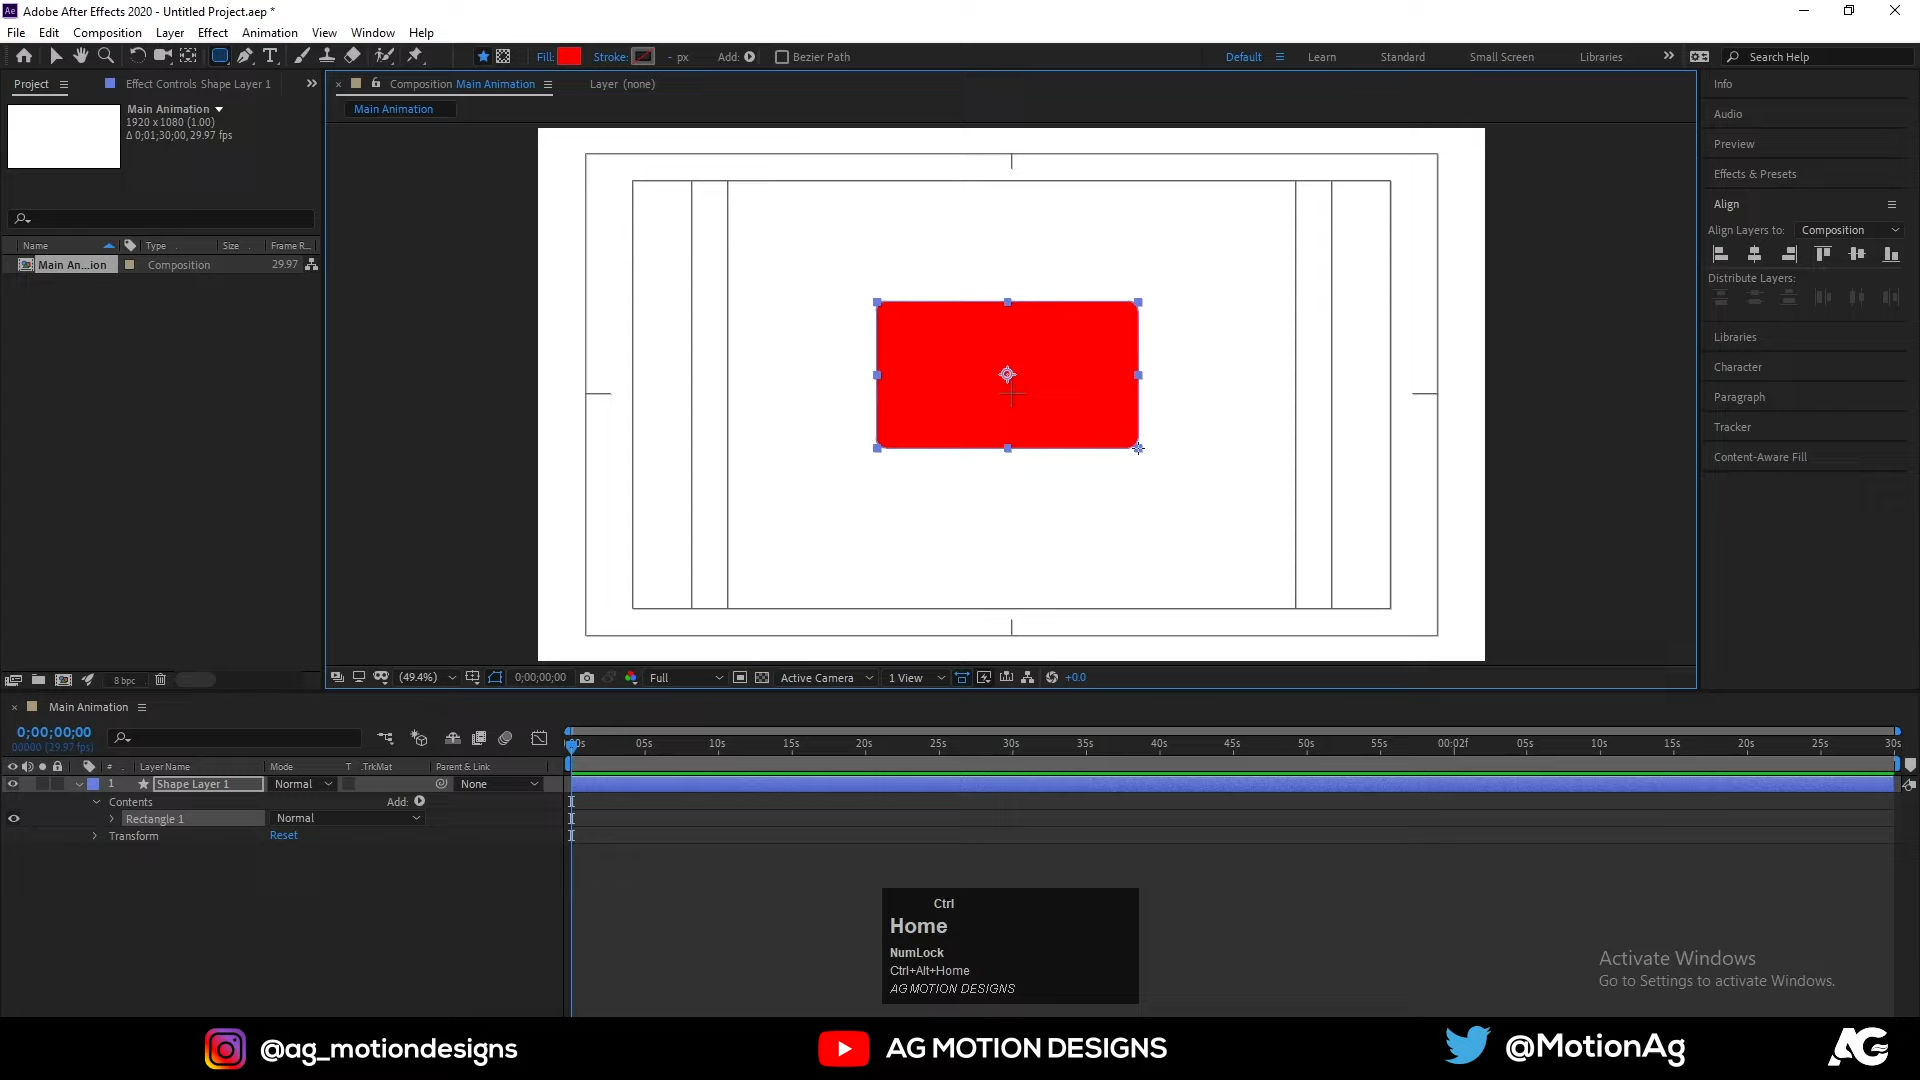 Adobe After Effects 2020 - Untitled Project.aep *
File Edit Composition Layer Effect Animation View Window Help
Fill: Stroke: - px Add: Bezier Path Default Learn Standard Small Screen Libraries Search Help
Project Effect Controls Shape Layer 1
Composition Main Animation Layer (none)
Main Animation
Main Animation
1920 x 1080 (1.00)
Δ 0;01;30;00, 29.97 fps
Name Type Size Frame R...
Main An...ion Composition 29.97
Info
Audio
Preview
Effects & Presets
Align
Align Layers to: Composition
Distribute Layers:
Libraries
Character
Paragraph
Tracker
Content-Aware Fill
8 bpc
(49.4%) 0;00;00;00 Full Active Camera 1 View +0.0
Main Animation
0;00;00;00
00000 (29.97 fps)
00s 05s 10s 15s 20s 25s 30s 35s 40s 45s 50s 55s 00:02f 05s 10s 15s 20s 25s 30s
# Layer Name Mode T .TrkMat Parent & Link
1 Shape Layer 1 Normal None
Contents Add:
Rectangle 1 Normal
Transform Reset
Ctrl
Home
NumLock
Ctrl+Alt+Home
AG MOTION DESIGNS
Activate Windows
Go to Settings to activate Windows.
@ag_motiondesigns AG MOTION DESIGNS @MotionAg AG